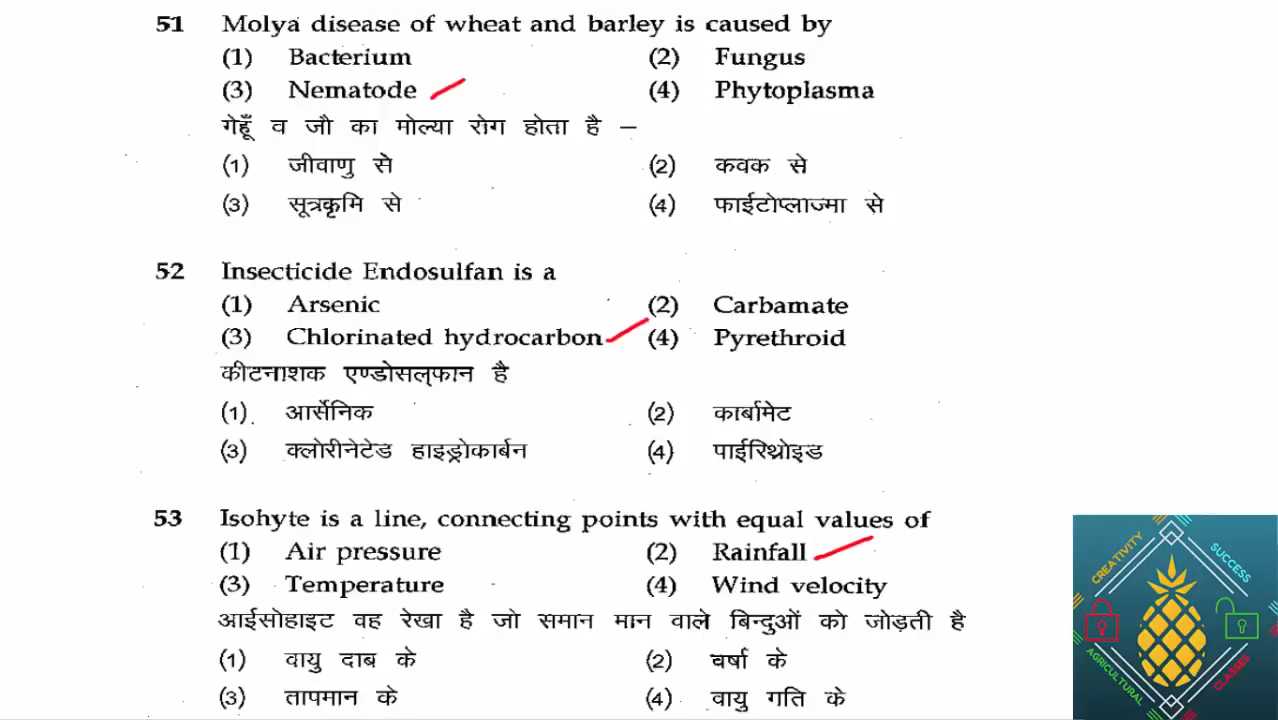 51 Molya disease of wheat and barley is caused by
(1) Bacterium (2) Fungus
(3) Nematode (4) Phytoplasma
गेहूँ व जौ का मोल्या रोग होता है –
(1) जीवाणु से (2) कवक से
(3) सूत्रकृमि से (4) फाईटोप्लाज्मा से
52 Insecticide Endosulfan is a
(1) Arsenic (2) Carbamate
(3) Chlorinated hydrocarbon (4) Pyrethroid
कीटनाशक एण्डोसल्फान है
(1) आर्सेनिक (2) कार्बामेट
(3) क्लोरीनेटेड हाइड्रोकार्बन (4) पाईरिथ्रोइड
53 Isohyte is a line, connecting points with equal values of
(1) Air pressure (2) Rainfall
(3) Temperature (4) Wind velocity
आईसोहाइट वह रेखा है जो समान मान वाले बिन्दुओं को जोड़ती है
(1) वायु दाब के (2) वर्षा के
(3) तापमान के (4) वायु गति के
CREATIVITY
SUCCESS
AGRICULTURAL
CLASSES